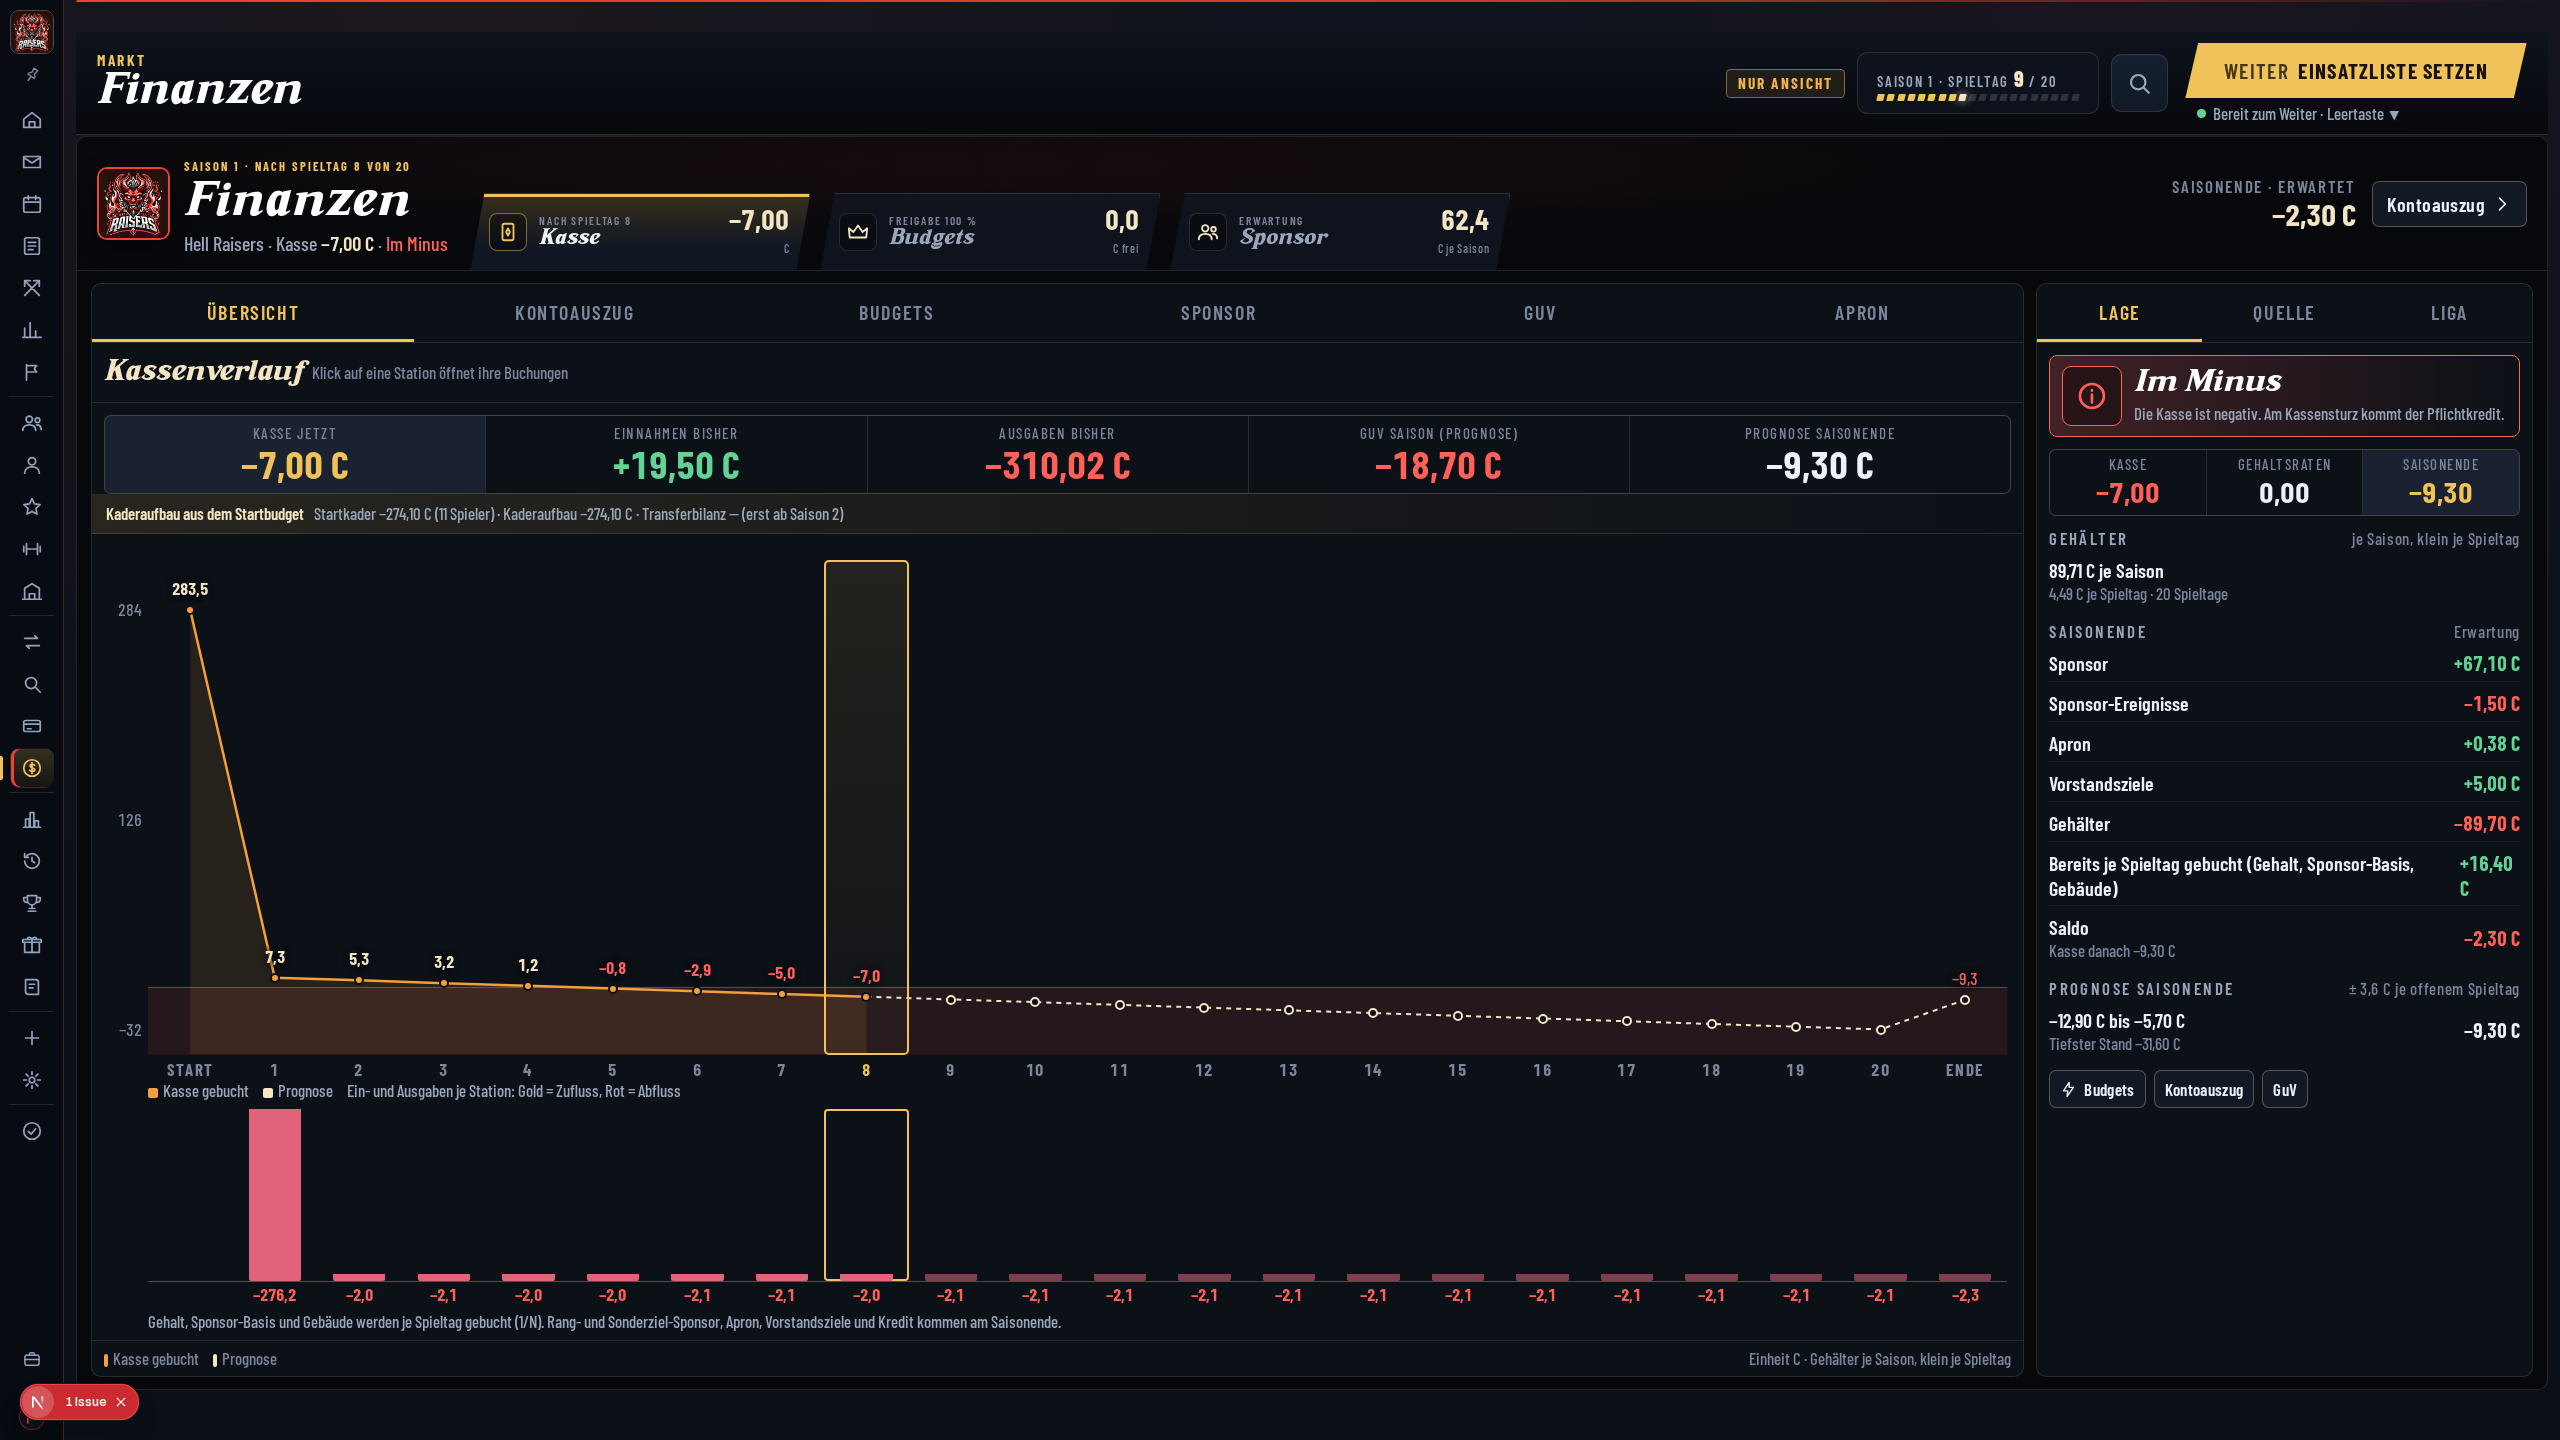 MARKT
Finanzen
NUR ANSICHT
SAISON 1 · SPIELTAG 9 / 20
WEITER EINSATZLISTE SETZEN
Bereit zum Weiter · Leertaste ▼
RAISERS
SAISON 1 · NACH SPIELTAG 8 VON 20
Finanzen
Hell Raisers · Kasse −7,00 C · Im Minus
NACH SPIELTAG 8
Kasse
−7,00
C
FREIGABE 100 %
Budgets
0,0
C frei
ERWARTUNG
Sponsor
62,4
C je Saison
SAISONENDE · ERWARTET
−2,30 C
Kontoauszug
ÜBERSICHT KONTOAUSZUG BUDGETS SPONSOR GUV APRON
Kassenverlauf Klick auf eine Station öffnet ihre Buchungen
KASSE JETZT
−7,00 C
EINNAHMEN BISHER
+19,50 C
AUSGABEN BISHER
−310,02 C
GUV SAISON (PROGNOSE)
−18,70 C
PROGNOSE SAISONENDE
−9,30 C
Kaderaufbau aus dem Startbudget Startkader −274,10 C (11 Spieler) · Kaderaufbau −274,10 C · Transferbilanz — (erst ab Saison 2)
283,5
284
126
7,3 5,3 3,2 1,2 −0,8 −2,9 −5,0 −7,0 −9,3
−32
START 1 2 3 4 5 6 7 8 9 10 11 12 13 14 15 16 17 18 19 20 ENDE
Kasse gebucht Prognose Ein- und Ausgaben je Station: Gold = Zufluss, Rot = Abfluss
−276,2 −2,0 −2,1 −2,0 −2,0 −2,1 −2,1 −2,0 −2,1 −2,1 −2,1 −2,1 −2,1 −2,1 −2,1 −2,1 −2,1 −2,1 −2,1 −2,1 −2,3
Gehalt, Sponsor-Basis und Gebäude werden je Spieltag gebucht (1/N). Rang- und Sonderziel-Sponsor, Apron, Vorstandsziele und Kredit kommen am Saisonende.
Kasse gebucht Prognose
Einheit C · Gehälter je Saison, klein je Spieltag
LAGE QUELLE LIGA
Im Minus
Die Kasse ist negativ. Am Kassensturz kommt der Pflichtkredit.
KASSE
−7,00
GEHALTSRATEN
0,00
SAISONENDE
−9,30
GEHÄLTER je Saison, klein je Spieltag
89,71 C je Saison
4,49 C je Spieltag · 20 Spieltage
SAISONENDE Erwartung
Sponsor +67,10 C
Sponsor-Ereignisse −1,50 C
Apron +0,38 C
Vorstandsziele +5,00 C
Gehälter −89,70 C
Bereits je Spieltag gebucht (Gehalt, Sponsor-Basis, +16,40
Gebäude) C
Saldo −2,30 C
Kasse danach −9,30 C
PROGNOSE SAISONENDE ± 3,6 C je offenem Spieltag
−12,90 C bis −5,70 C −9,30 C
Tiefster Stand −31,60 C
Budgets Kontoauszug GuV
N 1 Issue